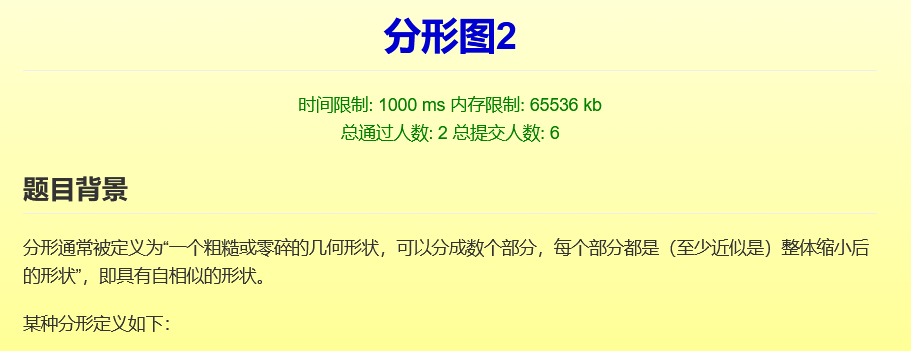 分形图2
时间限制: 1000 ms 内存限制: 65536 kb
总通过人数: 2 总提交人数: 6
题目背景
分形通常被定义为“一个粗糙或零碎的几何形状，可以分成数个部分，每个部分都是（至少近似是）整体缩小后
的形状”，即具有自相似的形状。
某种分形定义如下：